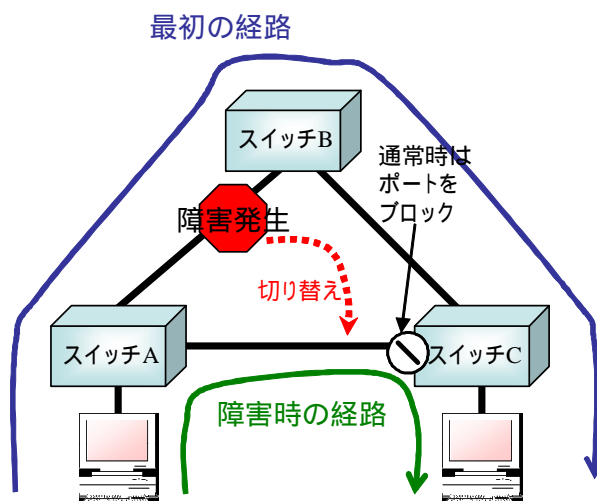 最初の経路
スイッチB
通常時は
ポートを
ブロック
障害発生
切り替え
スイッチA
スイッチC
障害時の経路